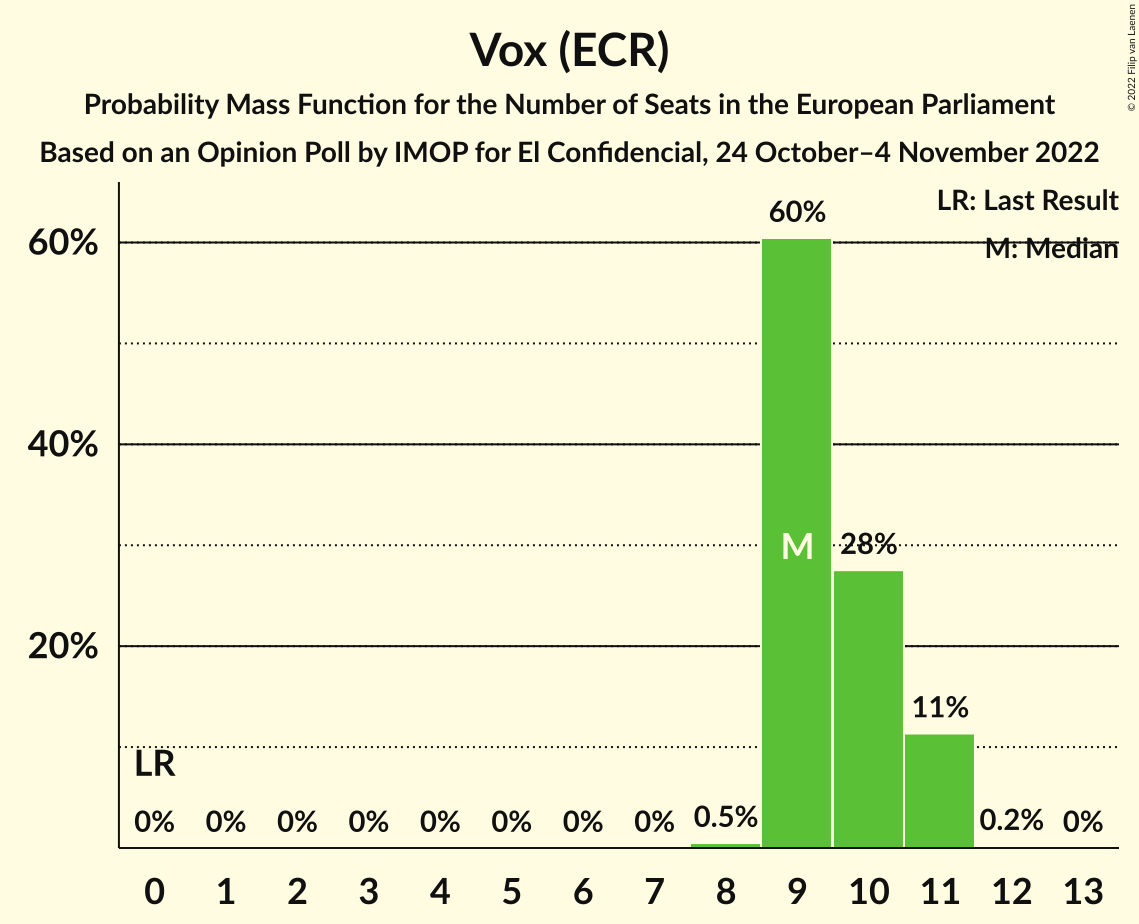 Vox (ECR)
Probability Mass Function for the Number of Seats in the European Parliament
Based on an Opinion Poll by IMOP for El Confidencial, 24 October–4 November 2022
© 2022 Filip van Laenen
LR: Last Result
M: Median
60%
40%
20%
60%
M
28%
11%
LR
0% 0% 0% 0% 0% 0% 0% 0% 0.5% 0.2% 0%
0 1 2 3 4 5 6 7 8 9 10 11 12 13